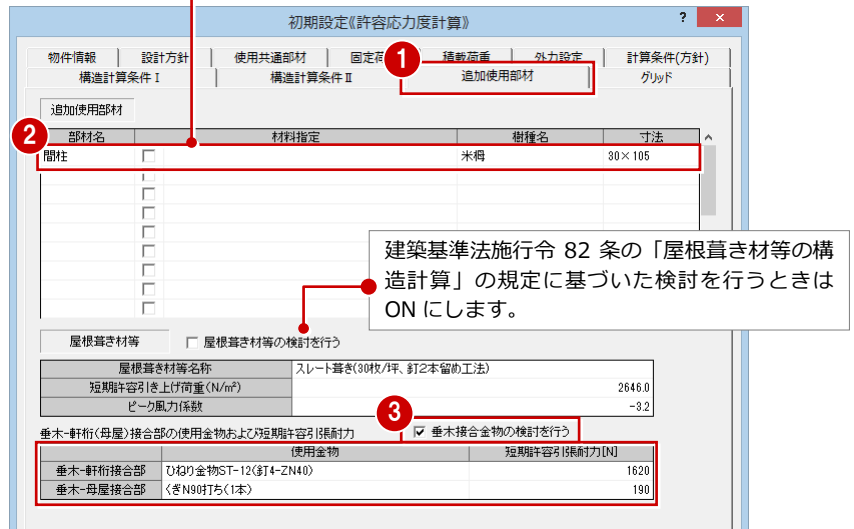 初期設定《許容応力度計算》 ? ×
物件情報 設計方針 使用共通部材 固定荷 積載荷重 外力設定 計算条件(方針)
1
構造計算条件Ⅰ 構造計算条件Ⅱ 追加使用部材 グリッド
追加使用部材
2
部材名 材料指定 樹種名 寸法
間柱 米栂 30×105
建築基準法施行令 82 条の「屋根葺き材等の構
造計算」の規定に基づいた検討を行うときは
ON にします。
屋根葺き材等 屋根葺き材等の検討を行う
屋根葺き材等名称 スレート葺き(30枚/坪、釘2本留め工法)
短期許容引き上げ荷重(N/㎡) 2646.0
ピーク風力係数 -3.2
3
垂木-軒桁(母屋)接合部の使用金物および短期許容引張耐力 垂木接合金物の検討を行う
使用金物 短期許容引張耐力[N]
垂木-軒桁接合部 ひねり金物ST-12(釘4-ZN40) 1620
垂木-母屋接合部 くぎN90打ち(1本) 190